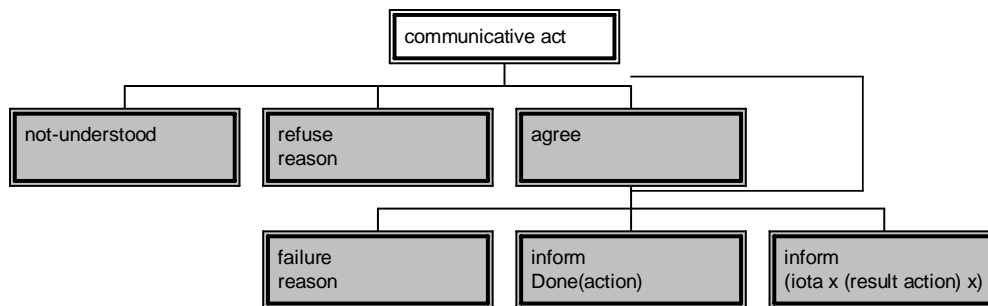 communicative act
not-understood
refuse
reason
agree
failure
reason
inform
Done(action)
inform
(iota x (result action) x)